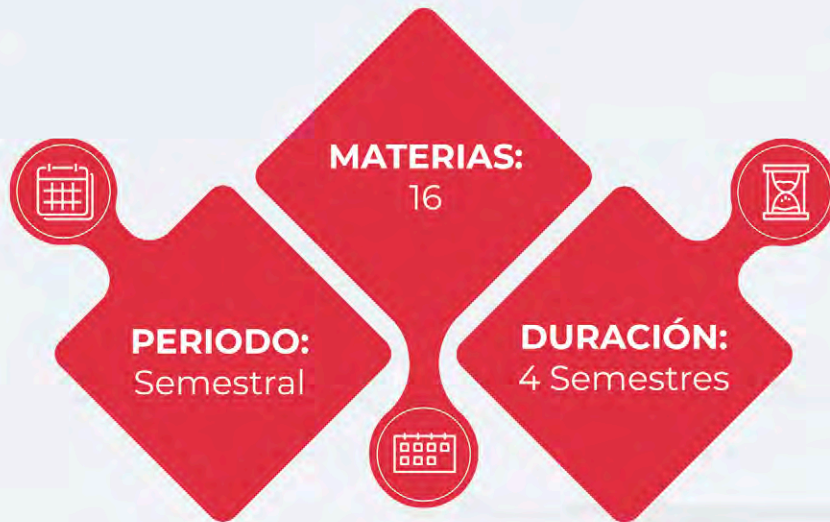 MATERIAS:
16
PERIODO:
Semestral
DURACIÓN:
4 Semestres